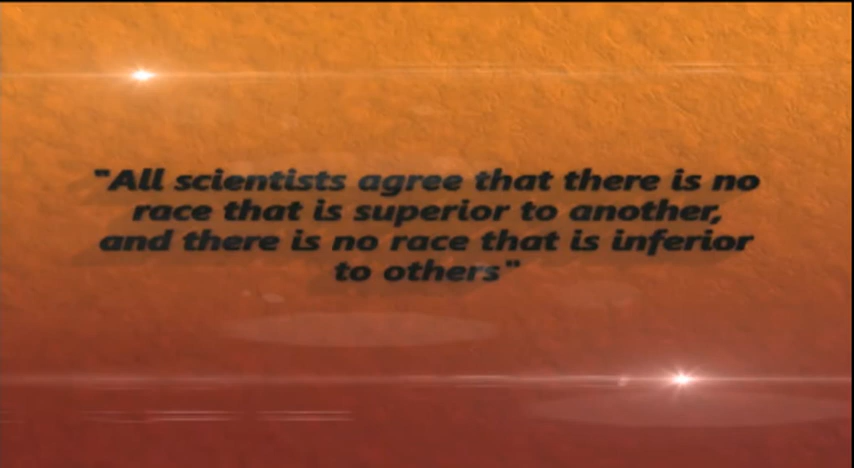 "All scientists agree that there is no
race that is superior to another,
and there is no race that is inferior
to others"